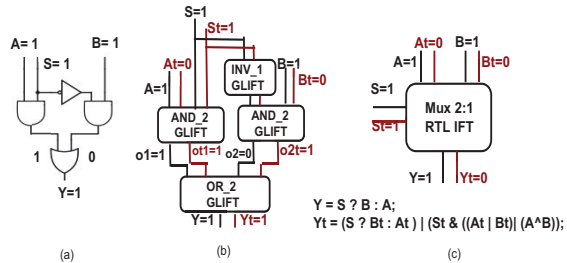 A= 1
S= 1
B= 1
1
0
Y=1
(a)
S=1
St=1
At=0
A=1
INV_1
GLIFT
B=1
Bt=0
AND_2
GLIFT
AND_2
GLIFT
o1=1
ot1=1
o2=0
o2t=1
OR_2
GLIFT
Y=1
Yt=1
(b)
At=0
A=1
B=1
Bt=0
S=1
St=1
Mux 2:1
RTL IFT
Y=1
Yt=0
Y = S ? B : A;
Yt = (S ? Bt : At ) | (St & ((At | Bt)| (A^B));
(c)